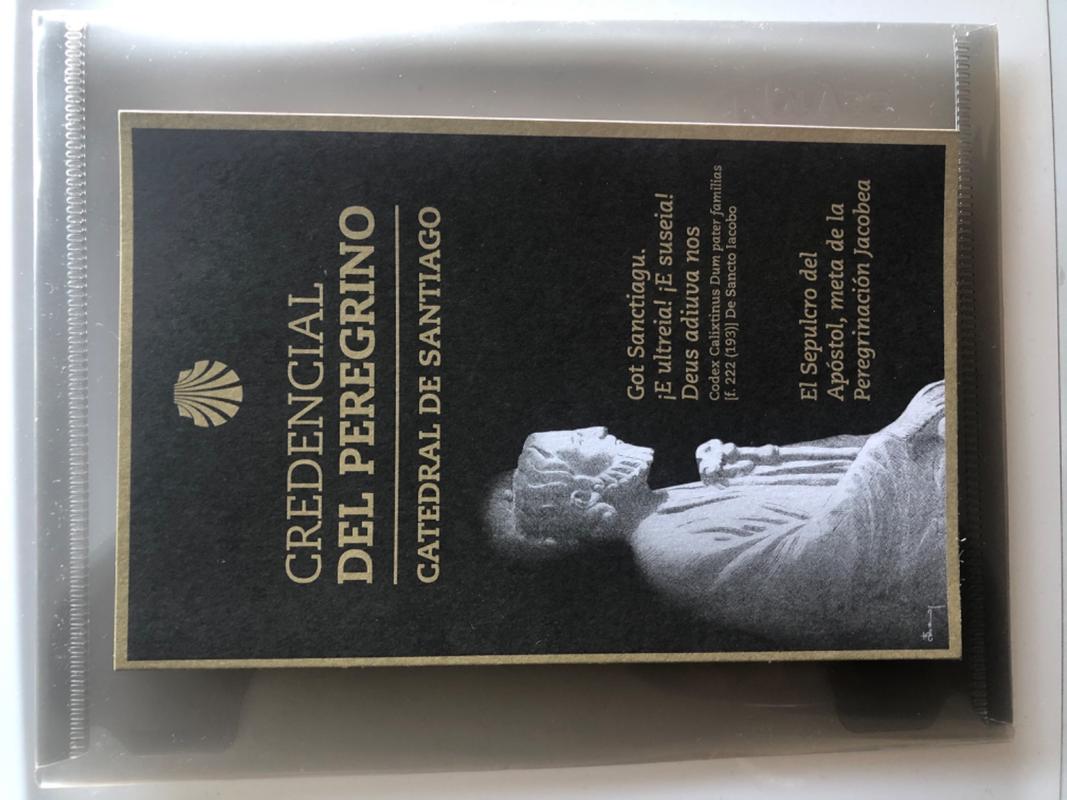 CREDENCIAL
DEL PEREGRINO
CATEDRAL DE SANTIAGO
Got Sanctiagu.
¡E ultreia! ¡E suseia!
Deus adiuva nos
Codex Calixtinus Dum pater familias
[f. 222 (193)] De Sancto Iacobo
El Sepulcro del
Apóstol, meta de la
Peregrinación Jacobea